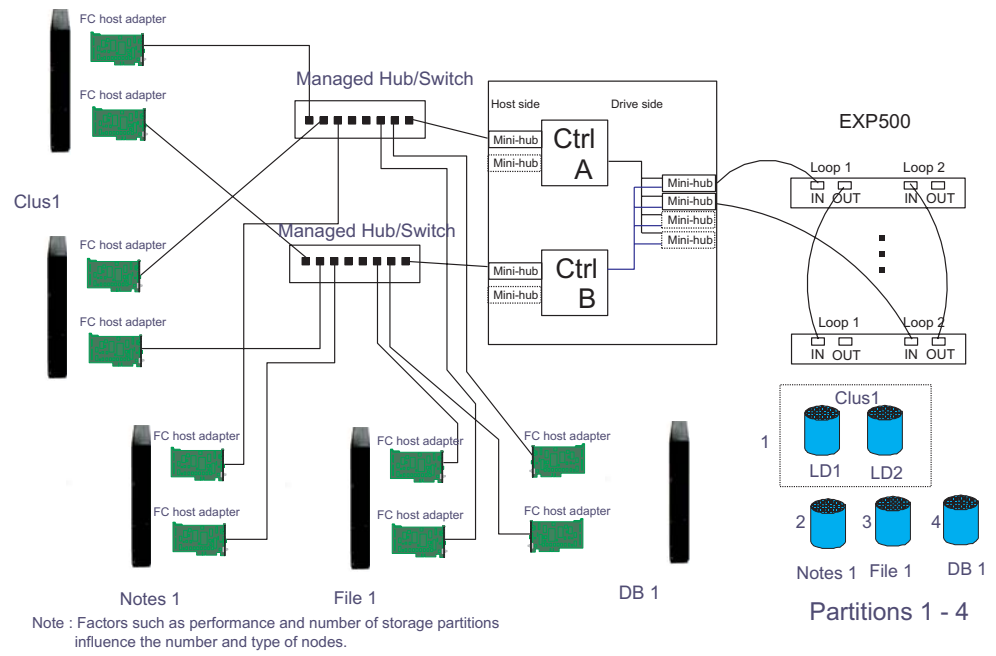 FC host adapter
FC host adapter
Clus1
FC host adapter
FC host adapter
Managed Hub/Switch
Managed Hub/Switch
Host side
Drive side
Mini-hub
Mini-hub
Ctrl
A
Mini-hub
Mini-hub
Mini-hub
Mini-hub
Mini-hub
Mini-hub
Ctrl
B
EXP500
Loop 1
Loop 2
IN OUT
IN OUT
Loop 1
Loop 2
IN OUT
IN OUT
FC host adapter
FC host adapter
Notes 1
FC host adapter
FC host adapter
File 1
FC host adapter
FC host adapter
DB 1
Clus1
1
LD1
LD2
2
3
4
Notes 1
File 1
DB 1
Partitions 1 - 4
Note : Factors such as performance and number of storage partitions
influence the number and type of nodes.